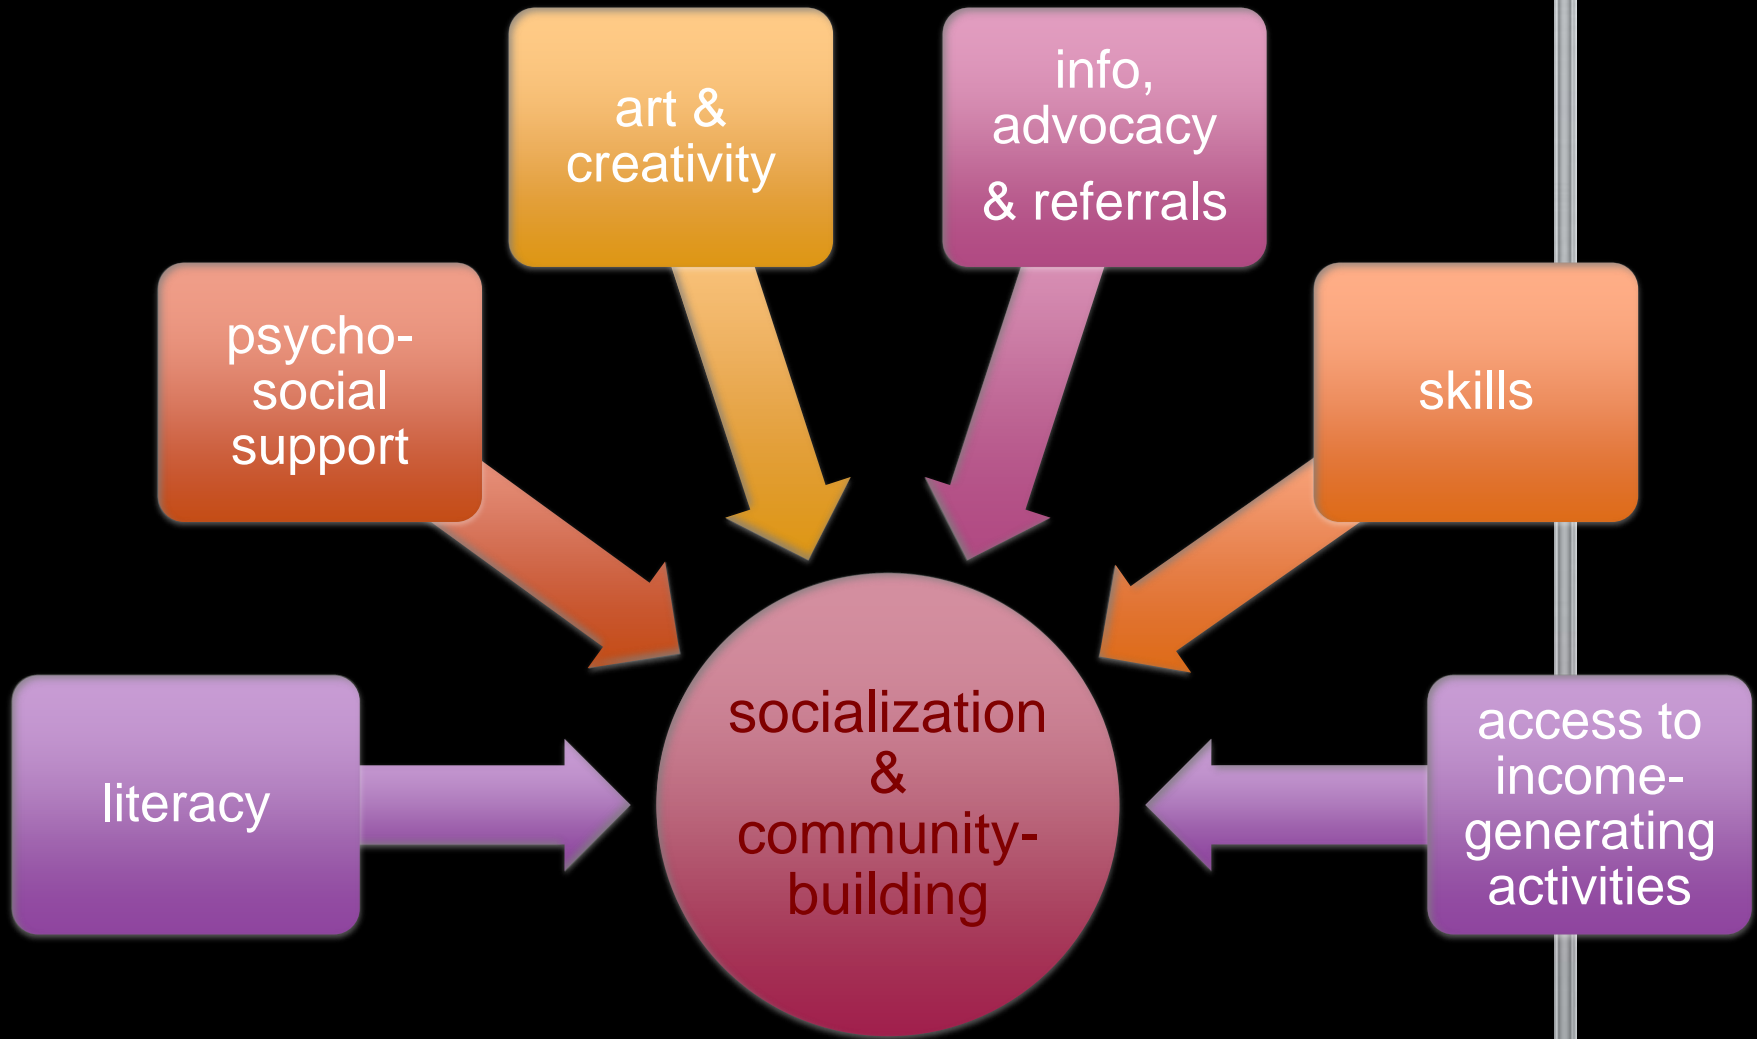 art &
creativity
info,
advocacy
& referrals
psycho-
social
support
skills
literacy
socialization
&
community-
building
access to
income-
generating
activities